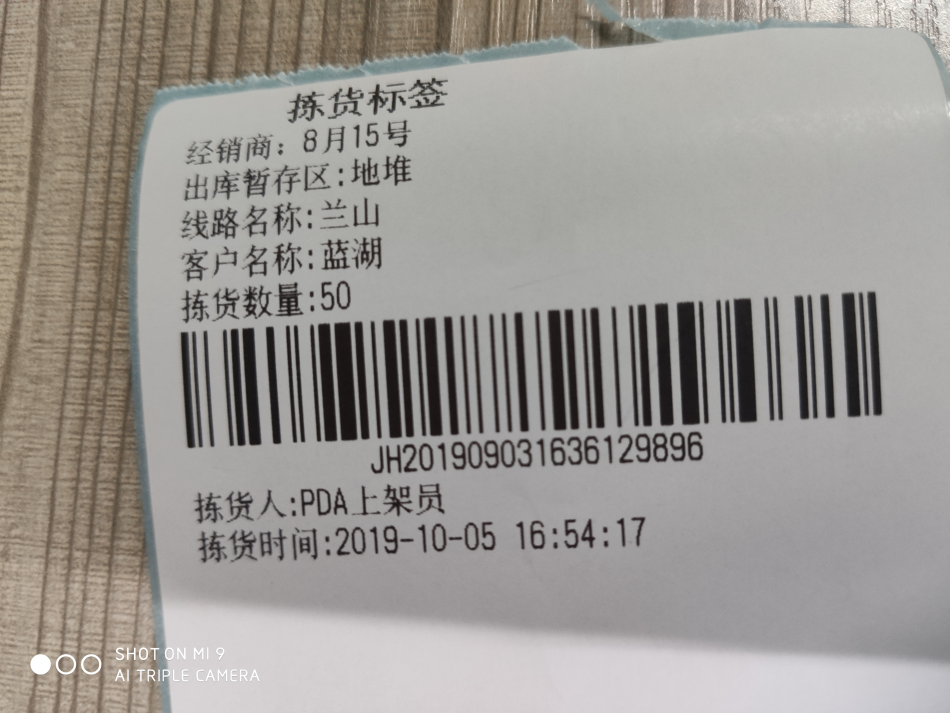 拣货标签
经销商：8月15号
出库暂存区:地堆
线路名称:兰山
客户名称:蓝湖
拣货数量:50
JH201909031636129896
拣货人:PDA上架员
拣货时间:2019-10-05 16:54:17
SHOT ON MI 9
AI TRIPLE CAMERA